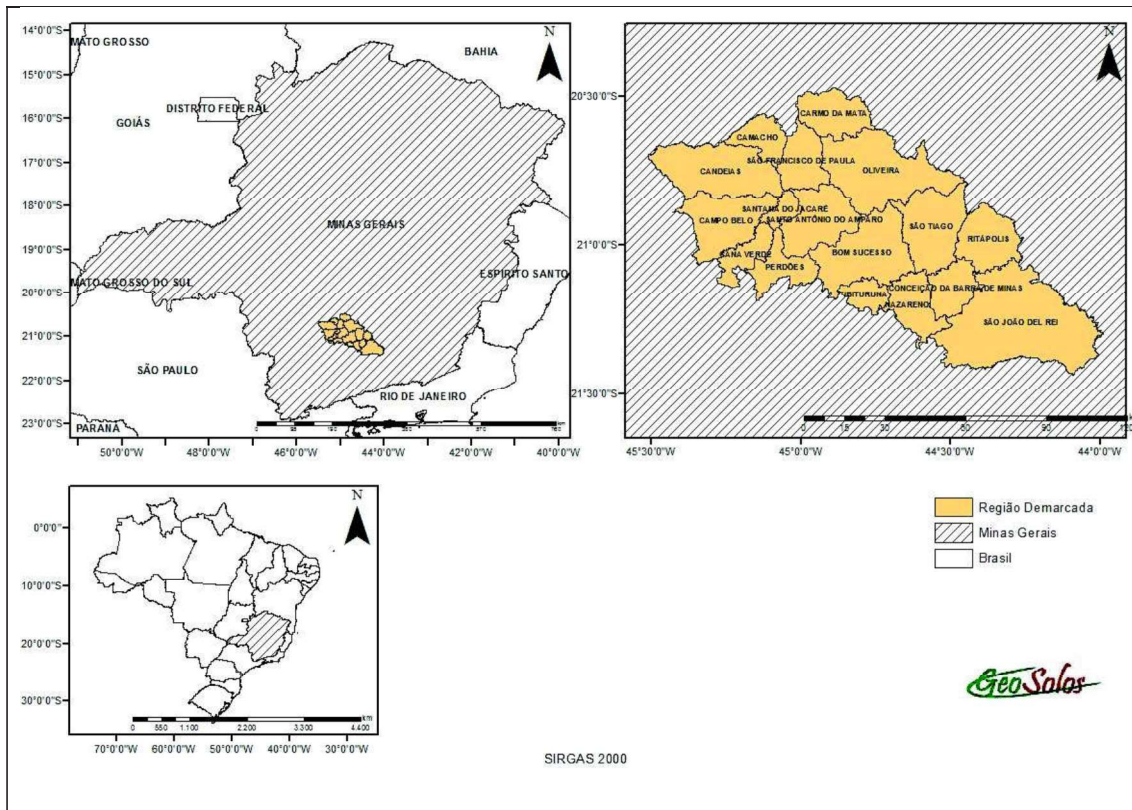 14°0'0"S
15°0'0"S
16°0'0"S
17°0'0"S
18°0'0"S
19°0'0"S
20°0'0"S
21°0'0"S
22°0'0"S
23°0'0"S
MATO GROSSO
BAHIA
N
DISTRITO FEDERAL
GOIÁS
MINAS GERAIS
ESPIRITO SANTO
MATO GROSSO DO SUL
SÃO PAULO
RIO DE JANEIRO
PARANÁ
0
50°0'0"W 48°0'0"W 46°0'0"W 44°0'0"W 42°0'0"W 40°0'0"W
20°30'0"S
21°0'0"S
21°30'0"S
N
CARMO DA MATA
CAMACHO
SÃO FRANCISCO DE PAULA
CANDEIAS
OLIVEIRA
SANTANA DO JACARÉ
CAMPO BELO
SANTO ANTÔNIO DO AMPARO
SÃO TIAGO
RITÁPOLIS
BOM SUCESSO
SANA VERDE
PERDÕES
CONCEIÇÃO DA BARRA DE MINAS
NAZARENO
SÃO JOÃO DEL REI
0 15 30 60 90 120
45°30'0"W 45°0'0"W 44°30'0"W 44°0'0"W
Região Demarcada
Minas Gerais
Brasil
N
0°0'0"
10°0'0"S
20°0'0"S
30°0'0"S
km
0 550 1.100 2.200 3.300 4.400
70°0'0"W 60°0'0"W 50°0'0"W 40°0'0"W 30°0'0"W
GeoSolos
SIRGAS 2000